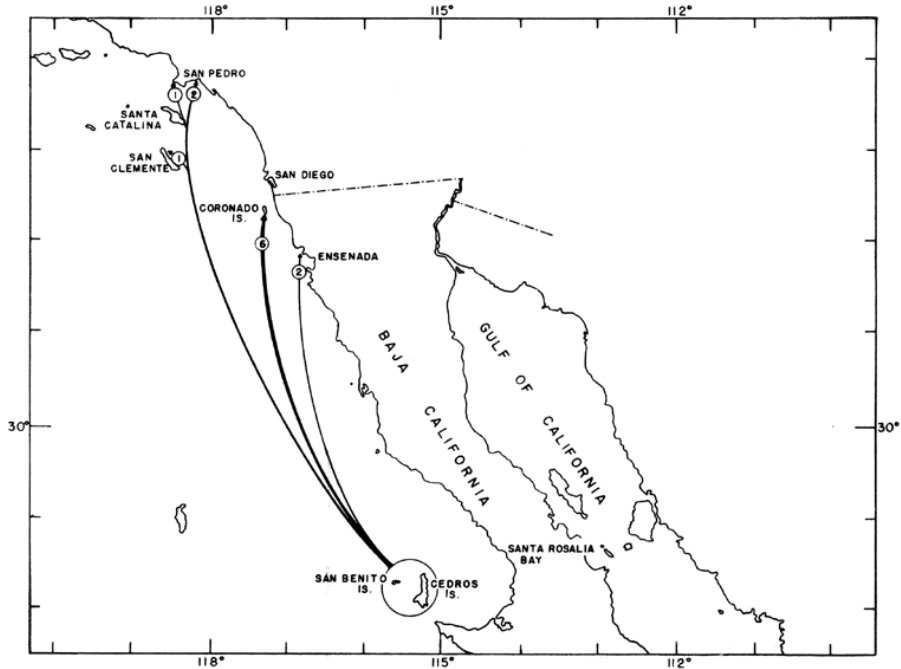 118°
115°
112°
SAN PEDRO
1
2
SANTA
CATALINA
SAN
CLEMENTE
1
SAN DIEGO
CORONADO
IS.
6
ENSENADA
2
BAJA
CALIFORNIA
GULF OF
CALIFORNIA
30°
30°
SANTA ROSALIA
BAY
SAN BENITO
IS.
CEDROS
IS.
118°
115°
112°